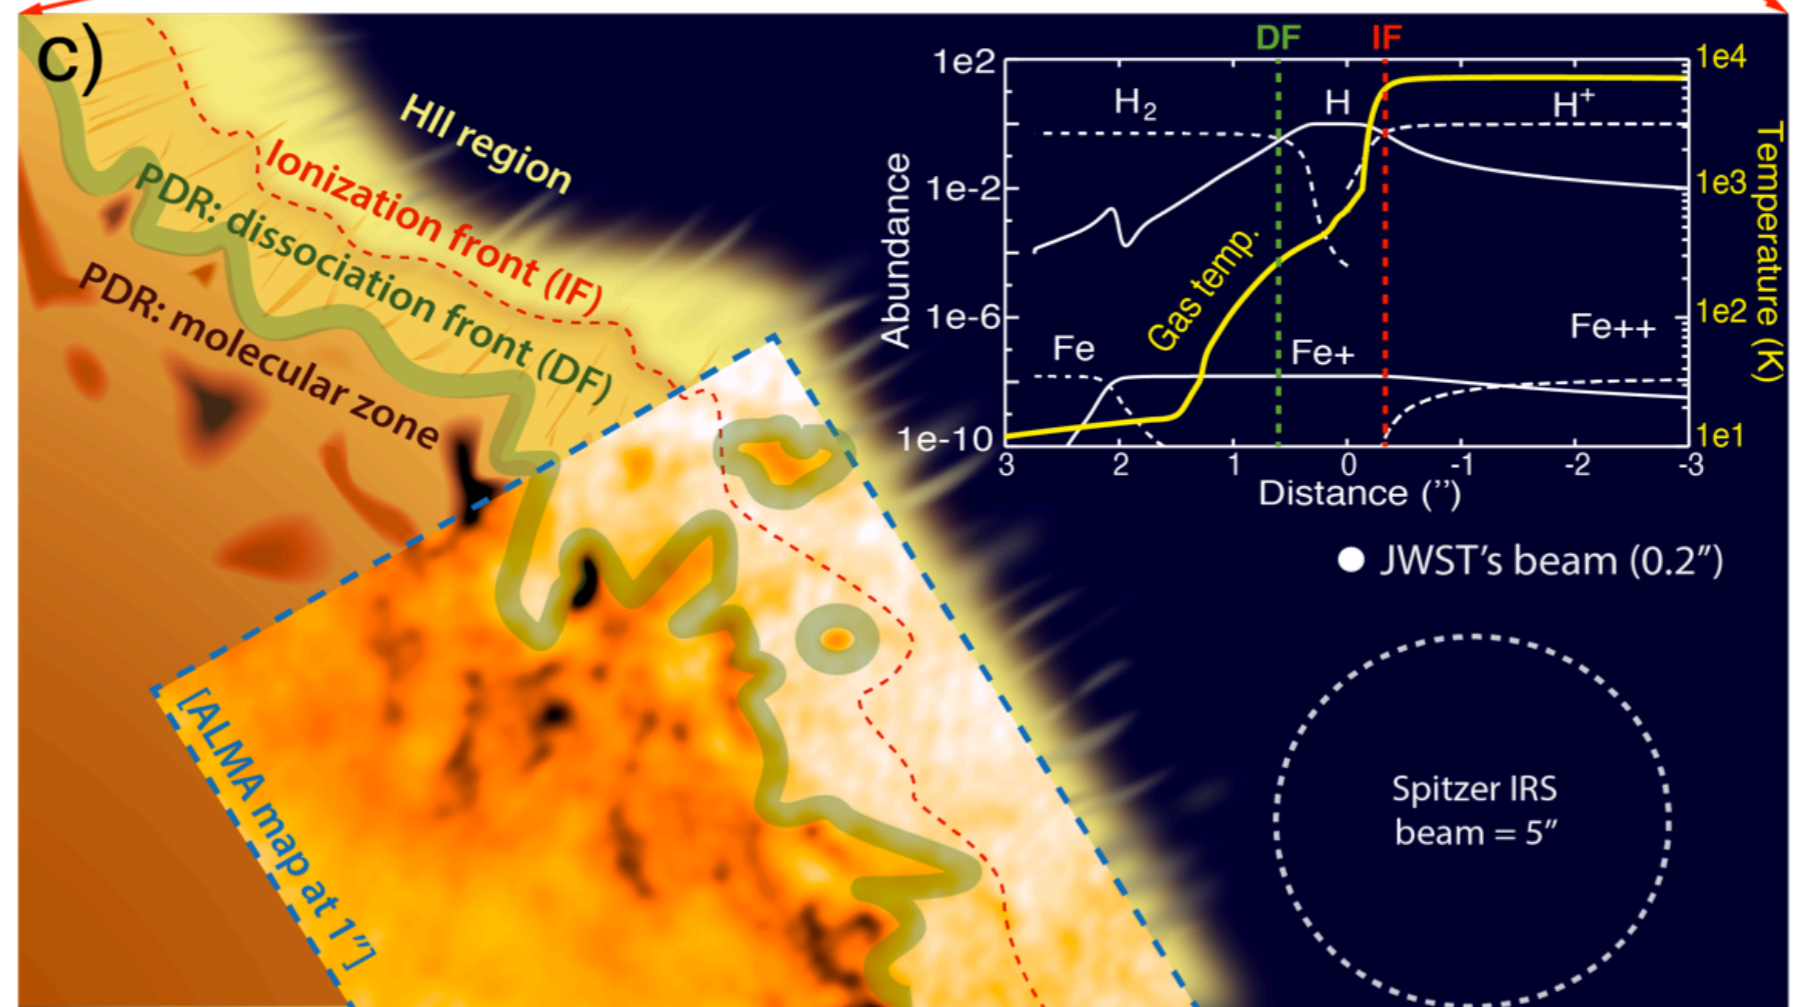 c)
HII region
Ionization front (IF)
PDR: dissociation front (DF)
PDR: molecular zone
[ALMA map at 1”]
DF IF
1e2
1e-2
1e-6
1e-10
Abundance
H2 H H+
Gas temp.
Fe Fe+ Fe++
1e4
1e3
1e2
1e1
Temperature (K)
3 2 1 0 -1 -2 -3
Distance (’’)
JWST’s beam (0.2”)
Spitzer IRS
beam = 5”